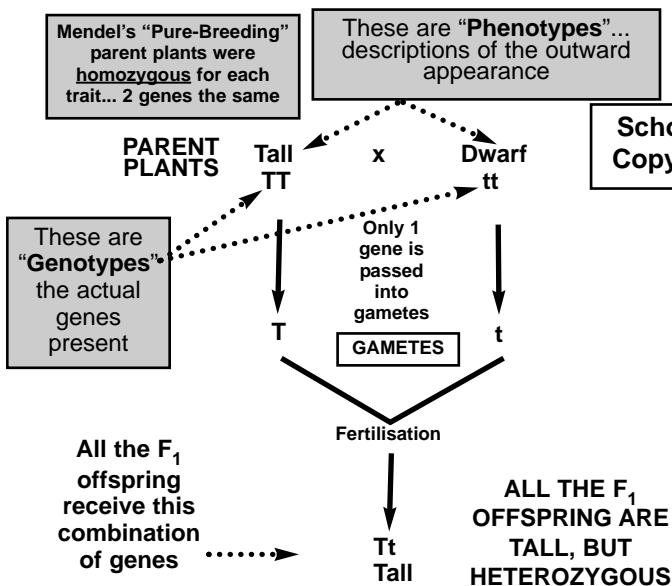 Mendel's "Pure-Breeding"
parent plants were
homozygous for each
trait... 2 genes the same
These are "Phenotypes"...
descriptions of the outward
appearance
PARENT
PLANTS
Tall
TT
x
Dwarf
tt
These are
"Genotypes"
the actual
genes
present
Only 1
gene is
passed
into
gametes
T
t
GAMETES
Fertilisation
All the F₁
offspring
receive this
combination
of genes
Tt
Tall
ALL THE F₁
OFFSPRING ARE
TALL, BUT
HETEROZYGOUS